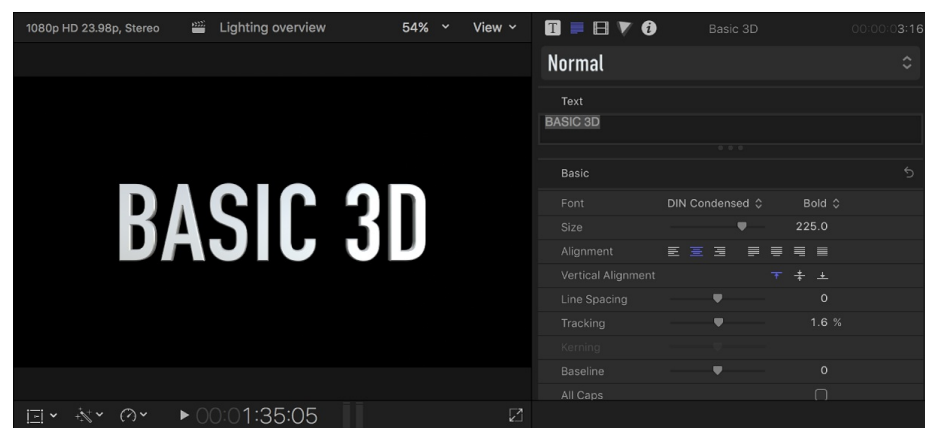 1080p HD 23.98p, Stereo Lighting overview 54% View
BASIC 3D
00:01:35:05
T i Basic 3D 00:00:03:16
Normal
Text
BASIC 3D
Basic
Font DIN Condensed Bold
Size 225.0
Alignment
Vertical Alignment
Line Spacing 0
Tracking 1.6 %
Kerning
Baseline 0
All Caps